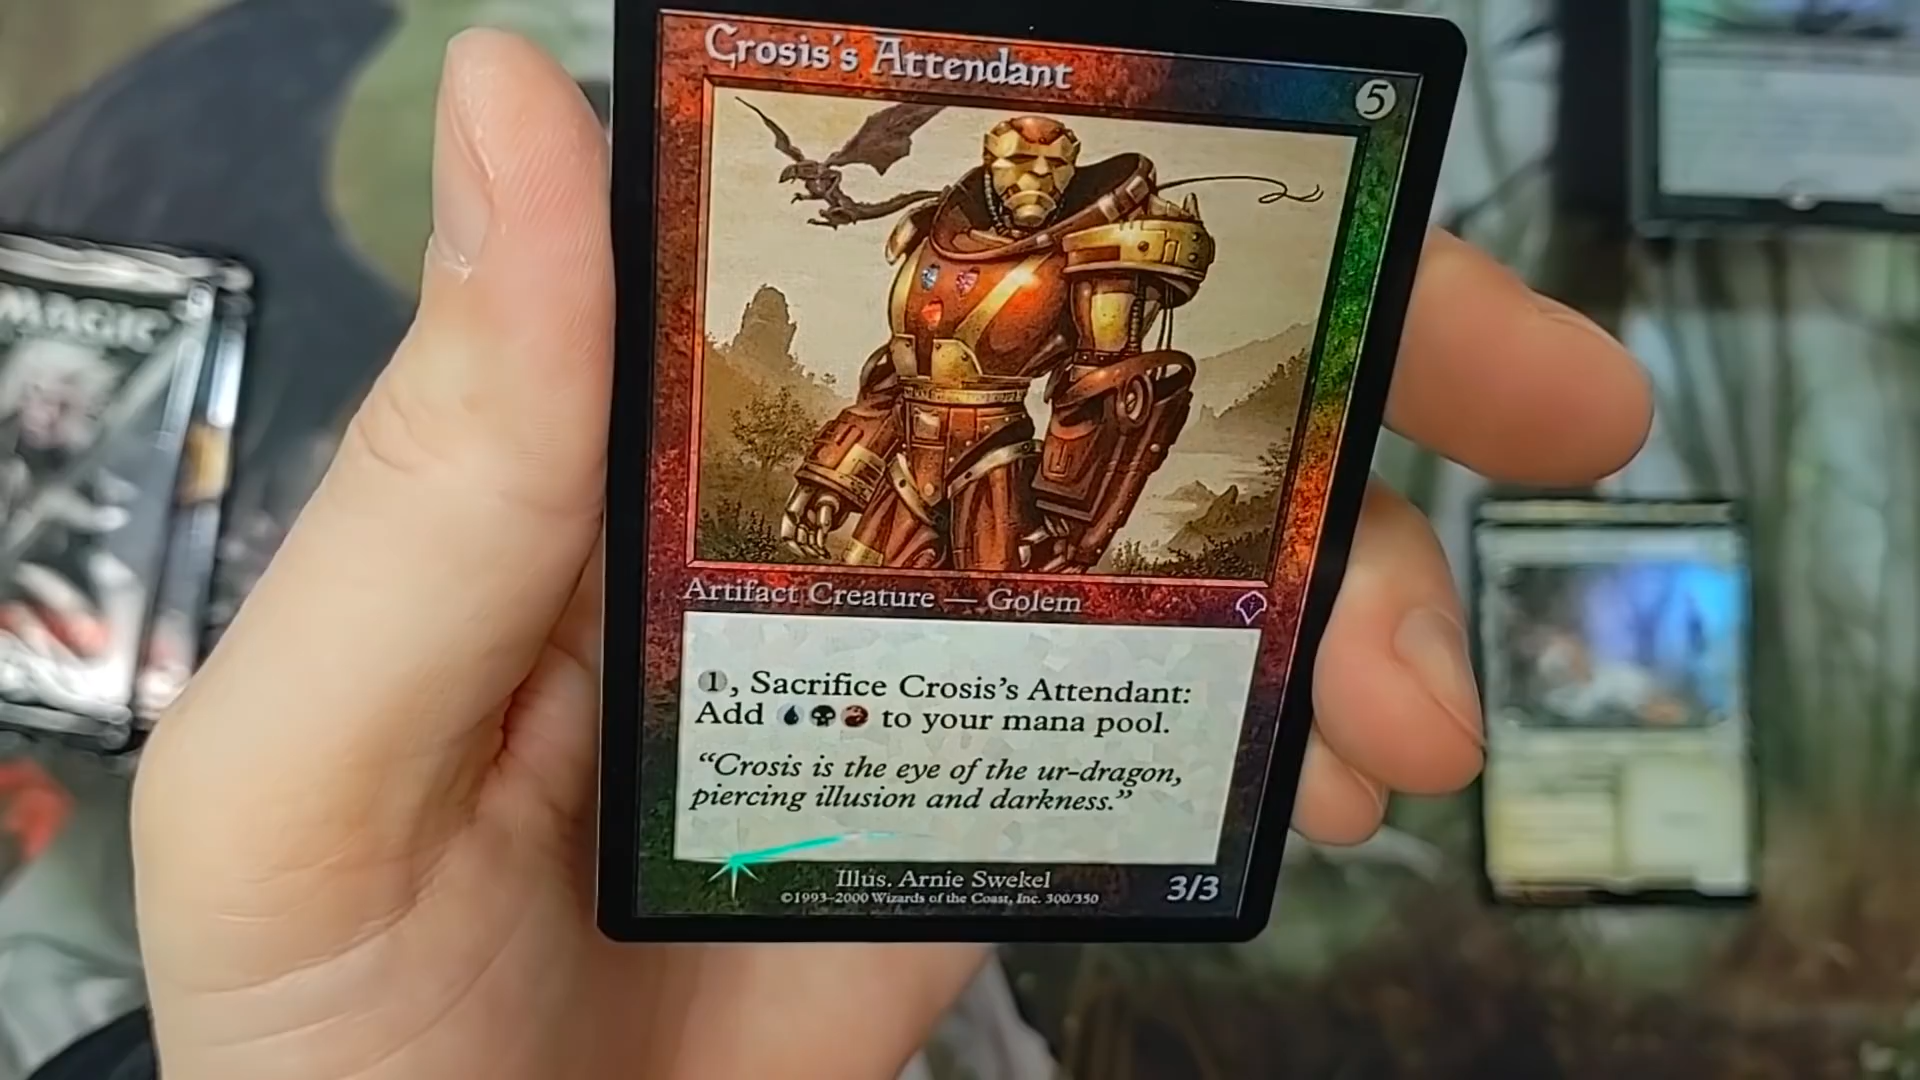 Crosis's Attendant
5
MAGIC
Artifact Creature — Golem
1, Sacrifice Crosis's Attendant:
Add to your mana pool.
"Crosis is the eye of the ur-dragon,
piercing illusion and darkness."
Illus. Arnie Swekel
©1993–2000 Wizards of the Coast, Inc. 300/350
3/3